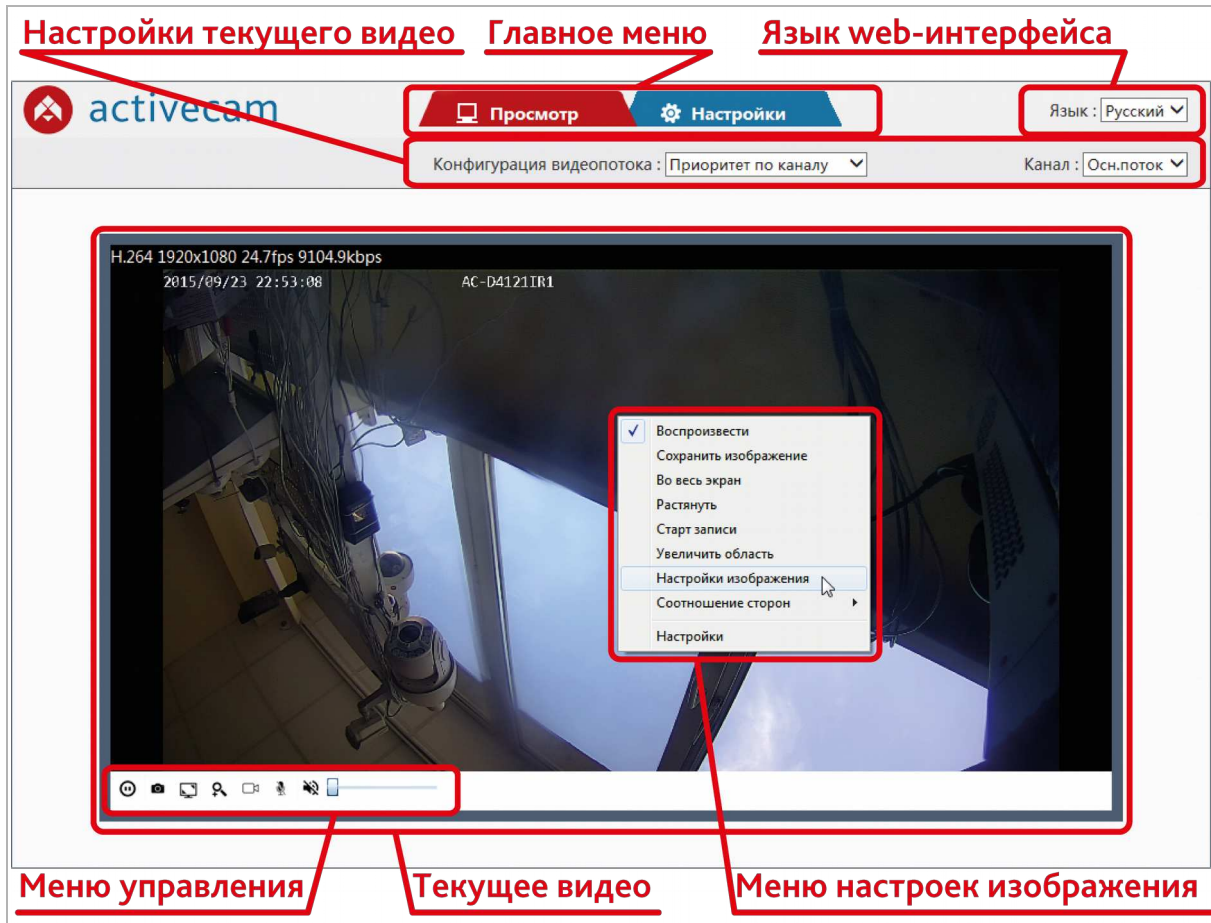 Настройки текущего видео Главное меню Язык web-интерфейса
activecam Просмотр Настройки Язык : Русский
Конфигурация видеопотока : Приоритет по каналу Канал : Осн.поток
H.264 1920x1080 24.7fps 9104.9kbps
2015/09/23 22:53:08 AC-D4121IR1
Воспроизвести
Сохранить изображение
Во весь экран
Растянуть
Старт записи
Увеличить область
Настройки изображения
Соотношение сторон
Настройки
Меню управления Текущее видео Меню настроек изображения